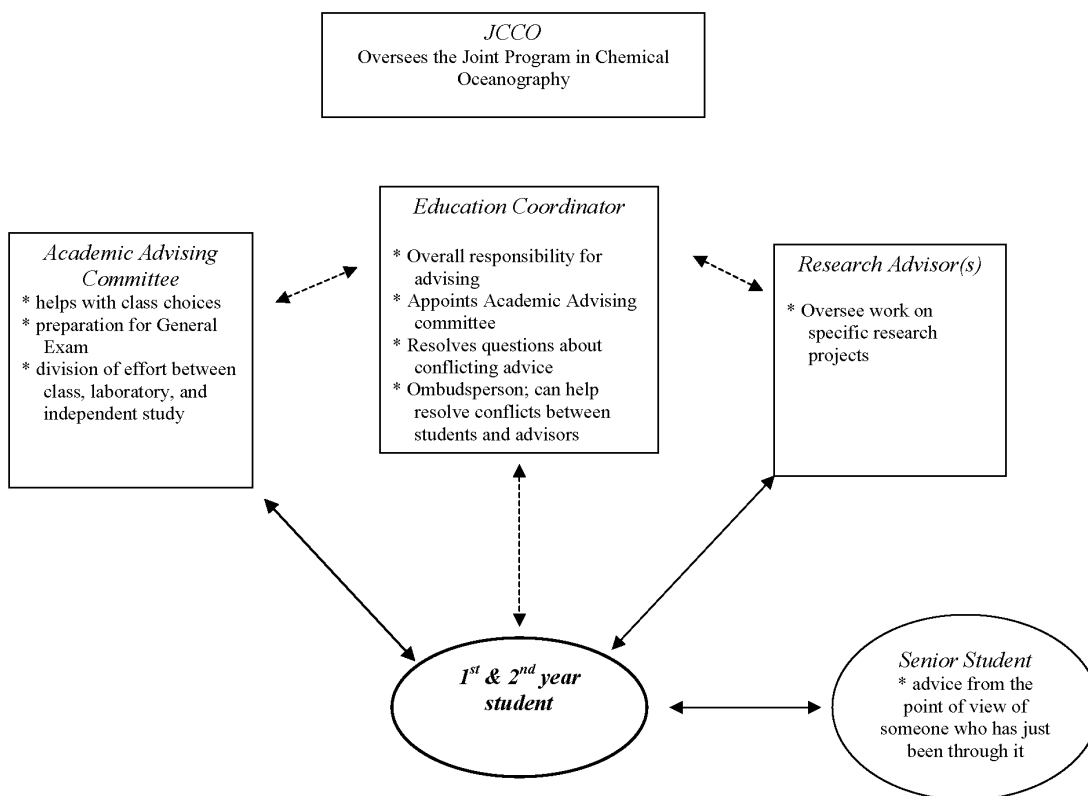 JCCO
Oversees the Joint Program in Chemical
Oceanography
Education Coordinator
* Overall responsibility for
advising
* Appoints Academic Advising
committee
* Resolves questions about
conflicting advice
* Ombudsperson; can help
resolve conflicts between
students and advisors
Academic Advising
Committee
* helps with class choices
* preparation for General
Exam
* division of effort between
class, laboratory, and
independent study
Research Advisor(s)
* Oversee work on
specific research
projects
1st & 2nd year
student
Senior Student
* advice from the
point of view of
someone who has just
been through it